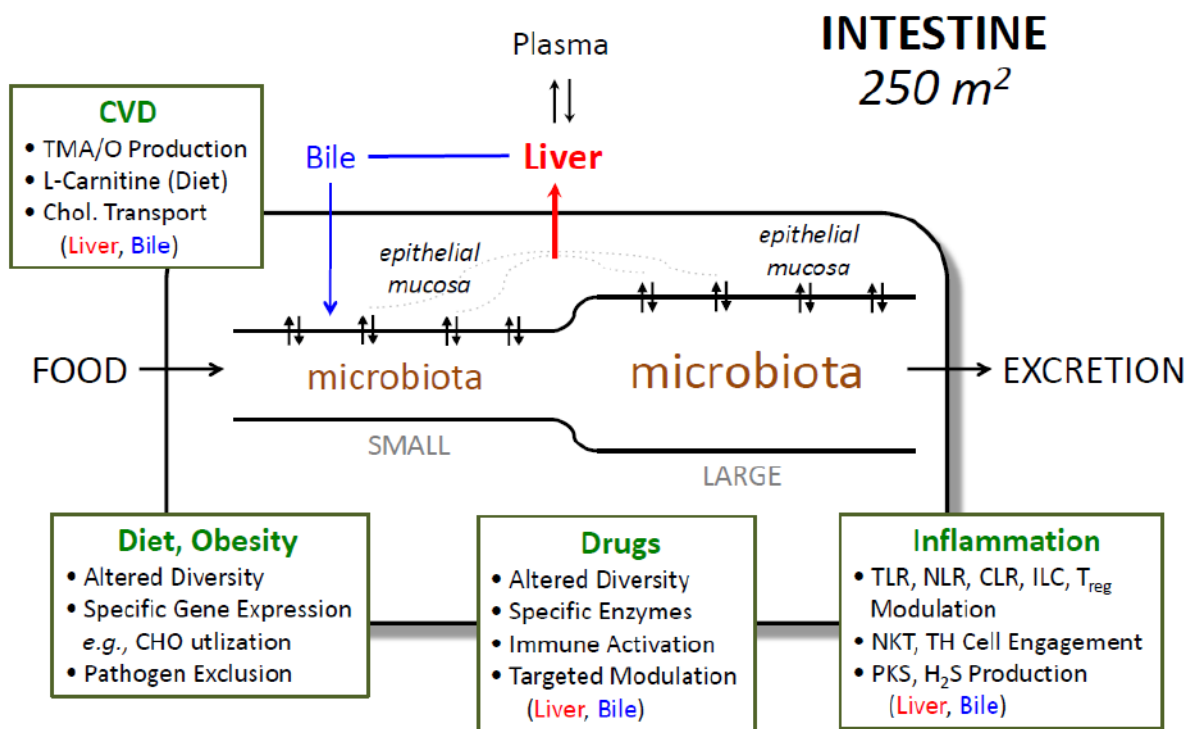 INTESTINE
250 m²
Plasma
CVD
• TMA/O Production
• L-Carnitine (Diet)
• Chol. Transport
(Liver, Bile)
Bile
Liver
epithelial
mucosa
epithelial
mucosa
FOOD
microbiota
microbiota
EXCRETION
SMALL
LARGE
Diet, Obesity
• Altered Diversity
• Specific Gene Expression
e.g., CHO utlization
• Pathogen Exclusion
Drugs
• Altered Diversity
• Specific Enzymes
• Immune Activation
• Targeted Modulation
(Liver, Bile)
Inflammation
• TLR, NLR, CLR, ILC, Treg
Modulation
• NKT, TH Cell Engagement
• PKS, H₂S Production
(Liver, Bile)